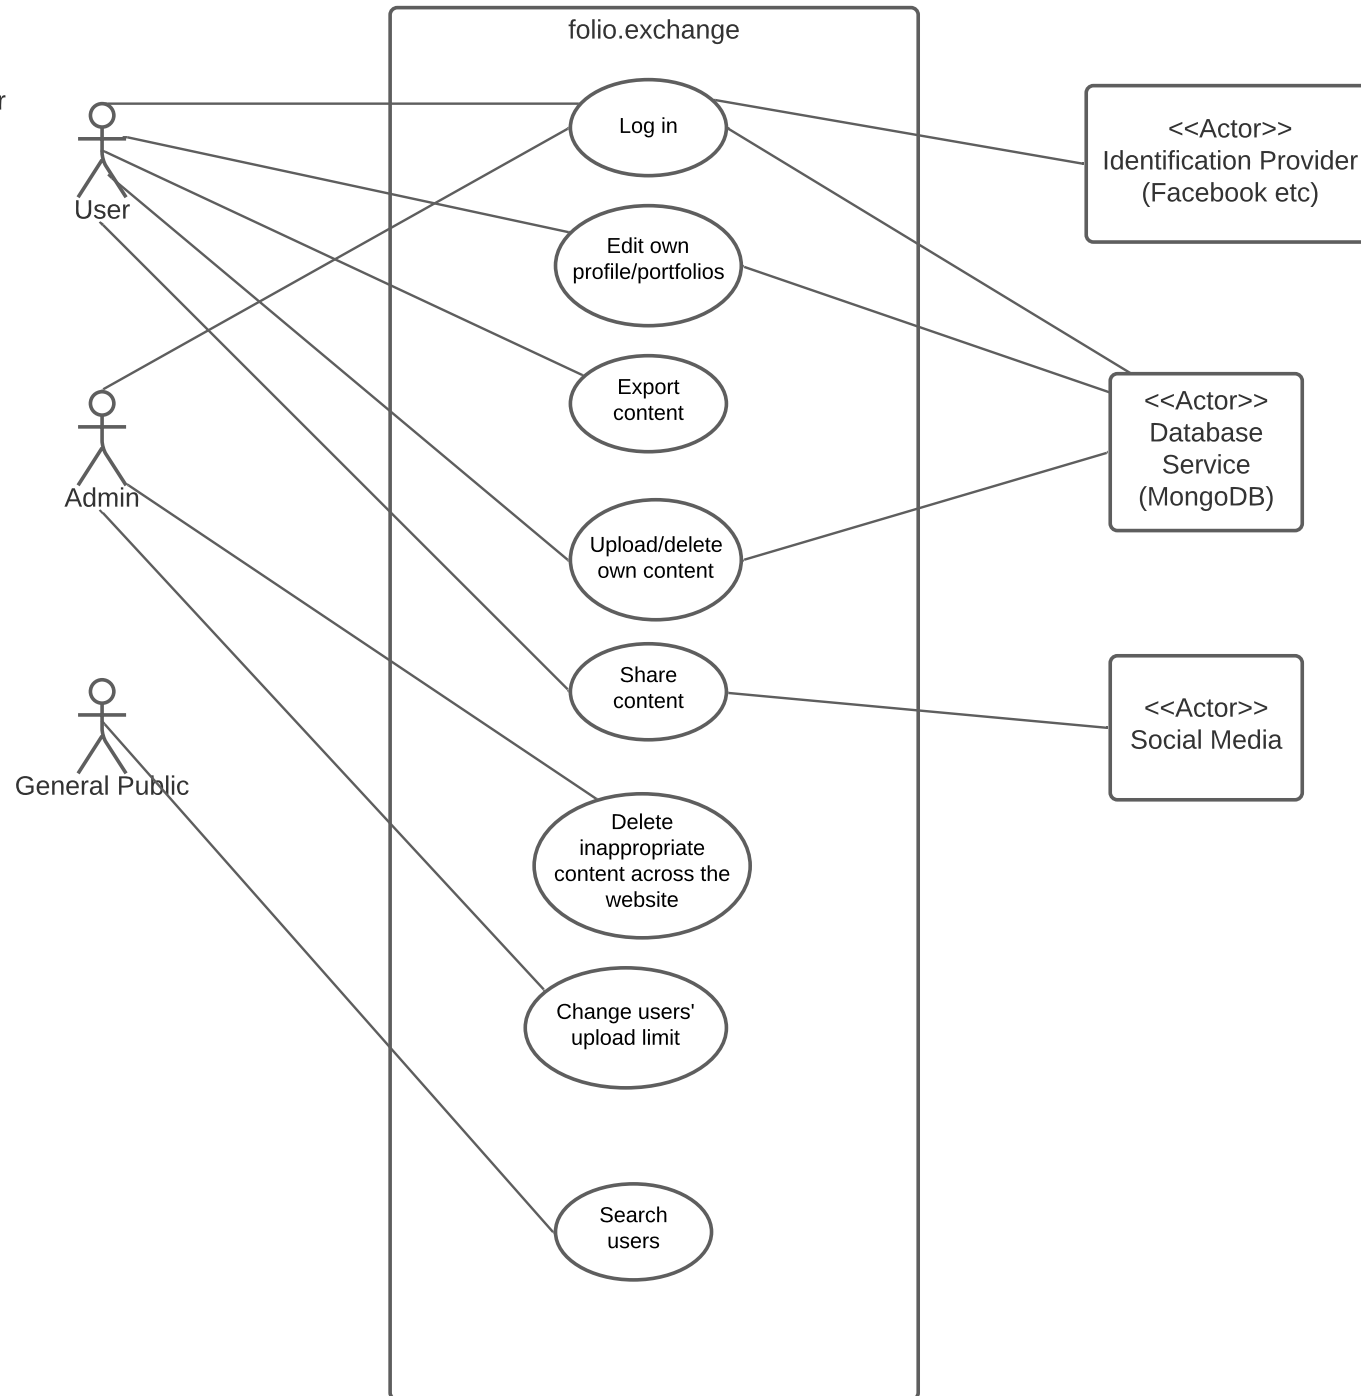 folio.exchange
r
User
Admin
General Public
Log in
Edit own
profile/portfolios
Export
content
Upload/delete
own content
Share
content
Delete
inappropriate
content across the
website
Change users'
upload limit
Search
users
<<Actor>>
Identification Provider
(Facebook etc)
<<Actor>>
Database
Service
(MongoDB)
<<Actor>>
Social Media